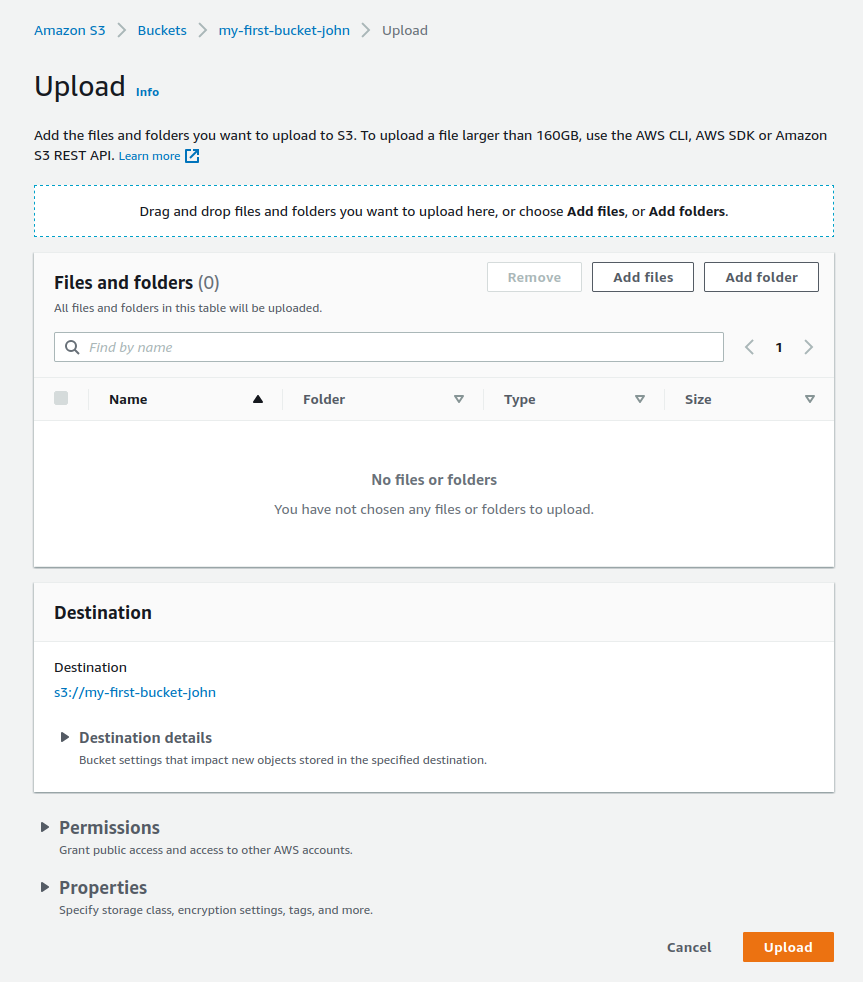 Amazon S3 > Buckets > my-first-bucket-john > Upload
Upload Info
Add the files and folders you want to upload to S3. To upload a file larger than 160GB, use the AWS CLI, AWS SDK or Amazon
S3 REST API. Learn more
Drag and drop files and folders you want to upload here, or choose Add files, or Add folders.
Files and folders (0)
Remove
Add files
Add folder
All files and folders in this table will be uploaded.
Find by name
1
Name Folder Type Size
No files or folders
You have not chosen any files or folders to upload.
Destination
Destination
s3://my-first-bucket-john
Destination details
Bucket settings that impact new objects stored in the specified destination.
Permissions
Grant public access and access to other AWS accounts.
Properties
Specify storage class, encryption settings, tags, and more.
Cancel Upload